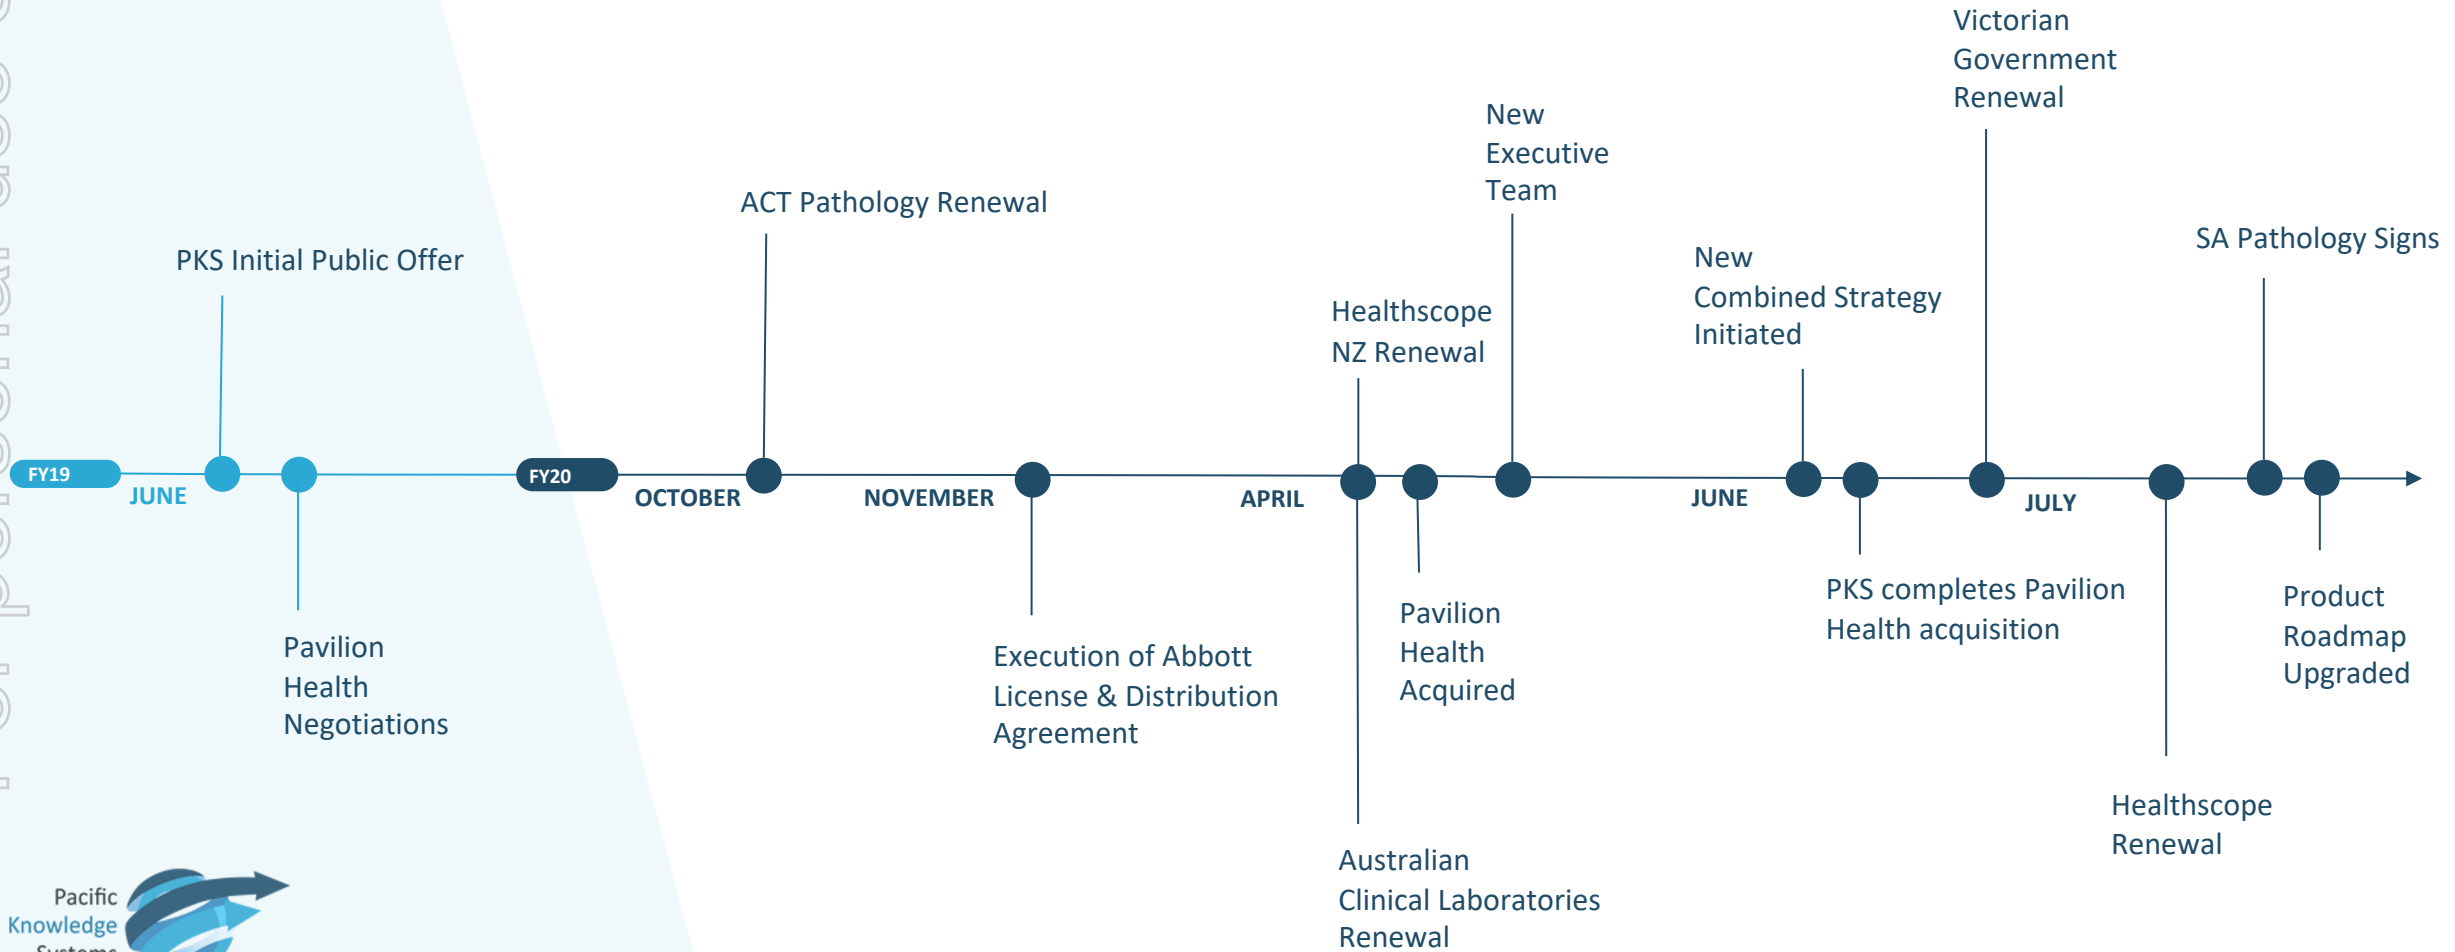 PKS Initial Public Offer
FY19
JUNE
Pavilion
Health
Negotiations
FY20
ACT Pathology Renewal
OCTOBER
NOVEMBER
Execution of Abbott
License & Distribution
Agreement
Healthscope
NZ Renewal
APRIL
Australian
Clinical Laboratories
Renewal
Pavilion
Health
Acquired
New
Executive
Team
New
Combined Strategy
Initiated
JUNE
PKS completes Pavilion
Health acquisition
Victorian
Government
Renewal
JULY
Healthscope
Renewal
SA Pathology Signs
Product
Roadmap
Upgraded
Pacific
Knowledge
Systems